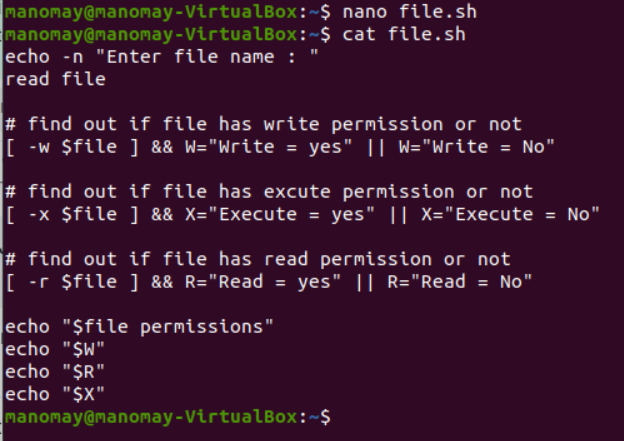 manomay@manomay-VirtualBox:~$ nano file.sh
manomay@manomay-VirtualBox:~$ cat file.sh
echo -n "Enter file name : "
read file
# find out if file has write permission or not
[ -w $file ] && W="Write = yes" || W="Write = No"
# find out if file has excute permission or not
[ -x $file ] && X="Execute = yes" || X="Execute = No"
# find out if file has read permission or not
[ -r $file ] && R="Read = yes" || R="Read = No"
echo "$file permissions"
echo "$W"
echo "$R"
echo "$X"
manomay@manomay-VirtualBox:~$